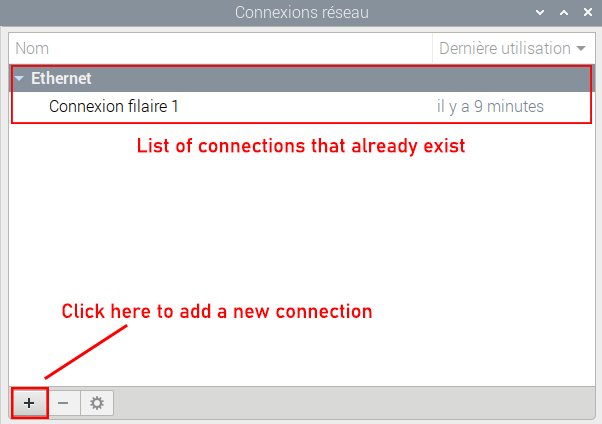 Connexions réseau
Nom Dernière utilisation
Ethernet
Connexion filaire 1 il y a 9 minutes
List of connections that already exist
Click here to add a new connection